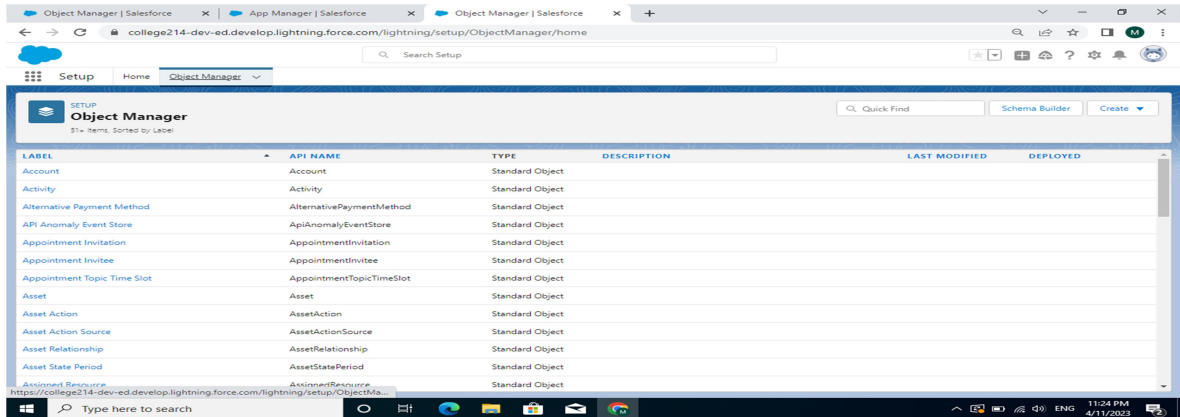 Object Manager | Salesforce App Manager | Salesforce Object Manager | Salesforce
college214-dev-ed.develop.lightning.force.com/lightning/setup/ObjectManager/home M
Search Setup
Setup Home Object Manager
SETUP
Object Manager
51+ Items, Sorted by Label
Quick Find Schema Builder Create
LABEL API NAME TYPE DESCRIPTION LAST MODIFIED DEPLOYED
Account Account Standard Object
Activity Activity Standard Object
Alternative Payment Method AlternativePaymentMethod Standard Object
API Anomaly Event Store ApiAnomalyEventStore Standard Object
Appointment Invitation AppointmentInvitation Standard Object
Appointment Invitee AppointmentInvitee Standard Object
Appointment Topic Time Slot AppointmentTopicTimeSlot Standard Object
Asset Asset Standard Object
Asset Action AssetAction Standard Object
Asset Action Source AssetActionSource Standard Object
Asset Relationship AssetRelationship Standard Object
Asset State Period AssetStatePeriod Standard Object
Assigned Resource AssignedResource Standard Object
https://college214-dev-ed.develop.lightning.force.com/lightning/setup/ObjectMa...
Type here to search ENG 11:24 PM
4/11/2023